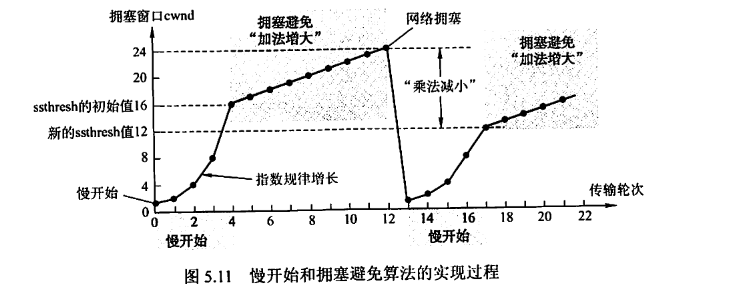 拥塞窗口cwnd
拥塞避免
“加法增大”
网络拥塞
拥塞避免
“加法增大”
24
20
ssthresh的初始值16
“乘法减小”
新的ssthresh值12
8
4
指数规律增长
慢开始
0
传输轮次
0 2 4 6 8 10 12 14 16 18 20 22
慢开始
慢开始
图 5.11 慢开始和拥塞避免算法的实现过程